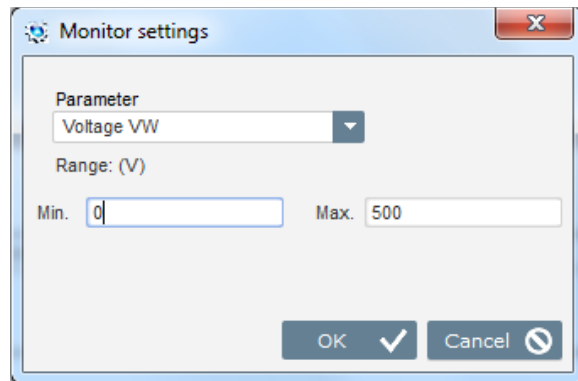 Monitor settings
Parameter
Voltage VW
Range: (V)
Min. 0 Max. 500
OK Cancel